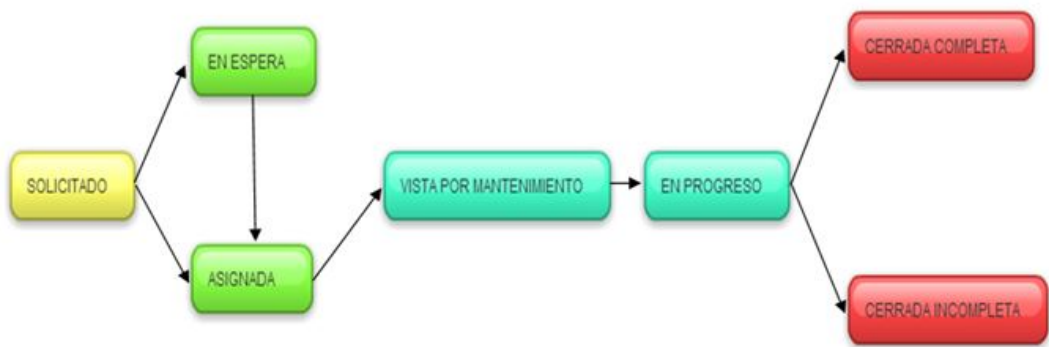 CERRADA COMPLETA
EN ESPERA
SOLICITADO
VISTA POR MANTENIMIENTO
EN PROGRESO
ASIGNADA
CERRADA INCOMPLETA